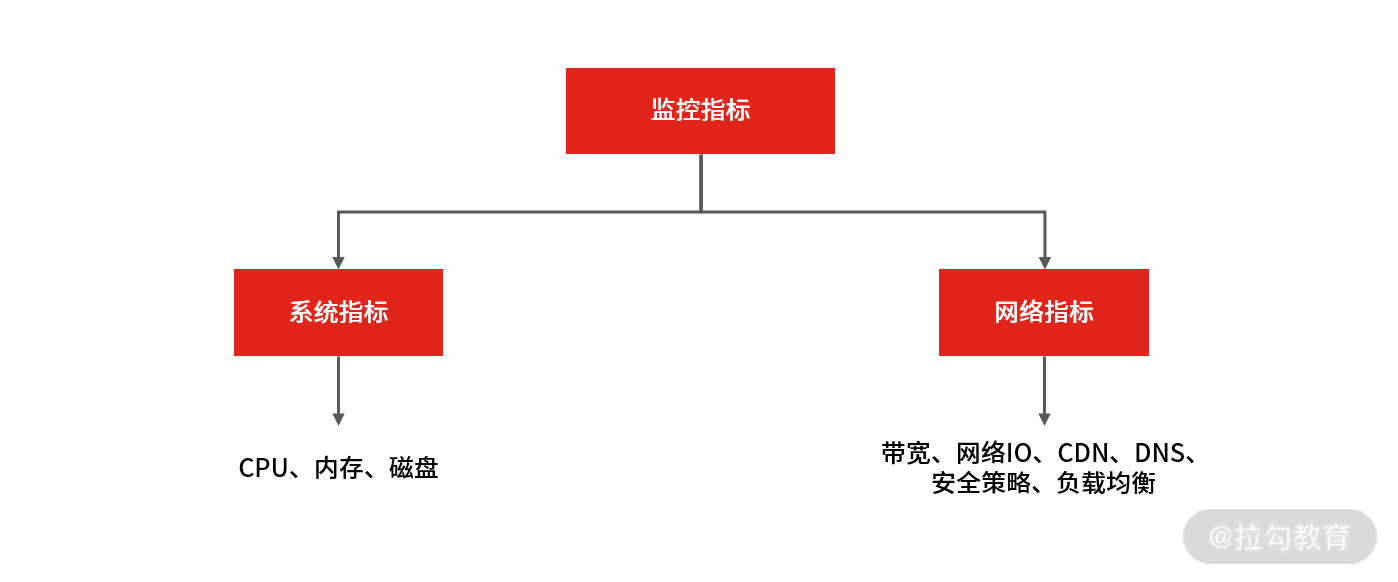 监控指标
系统指标
网络指标
CPU、内存、磁盘
带宽、网络IO、CDN、DNS、
安全策略、负载均衡
@拉勾教育